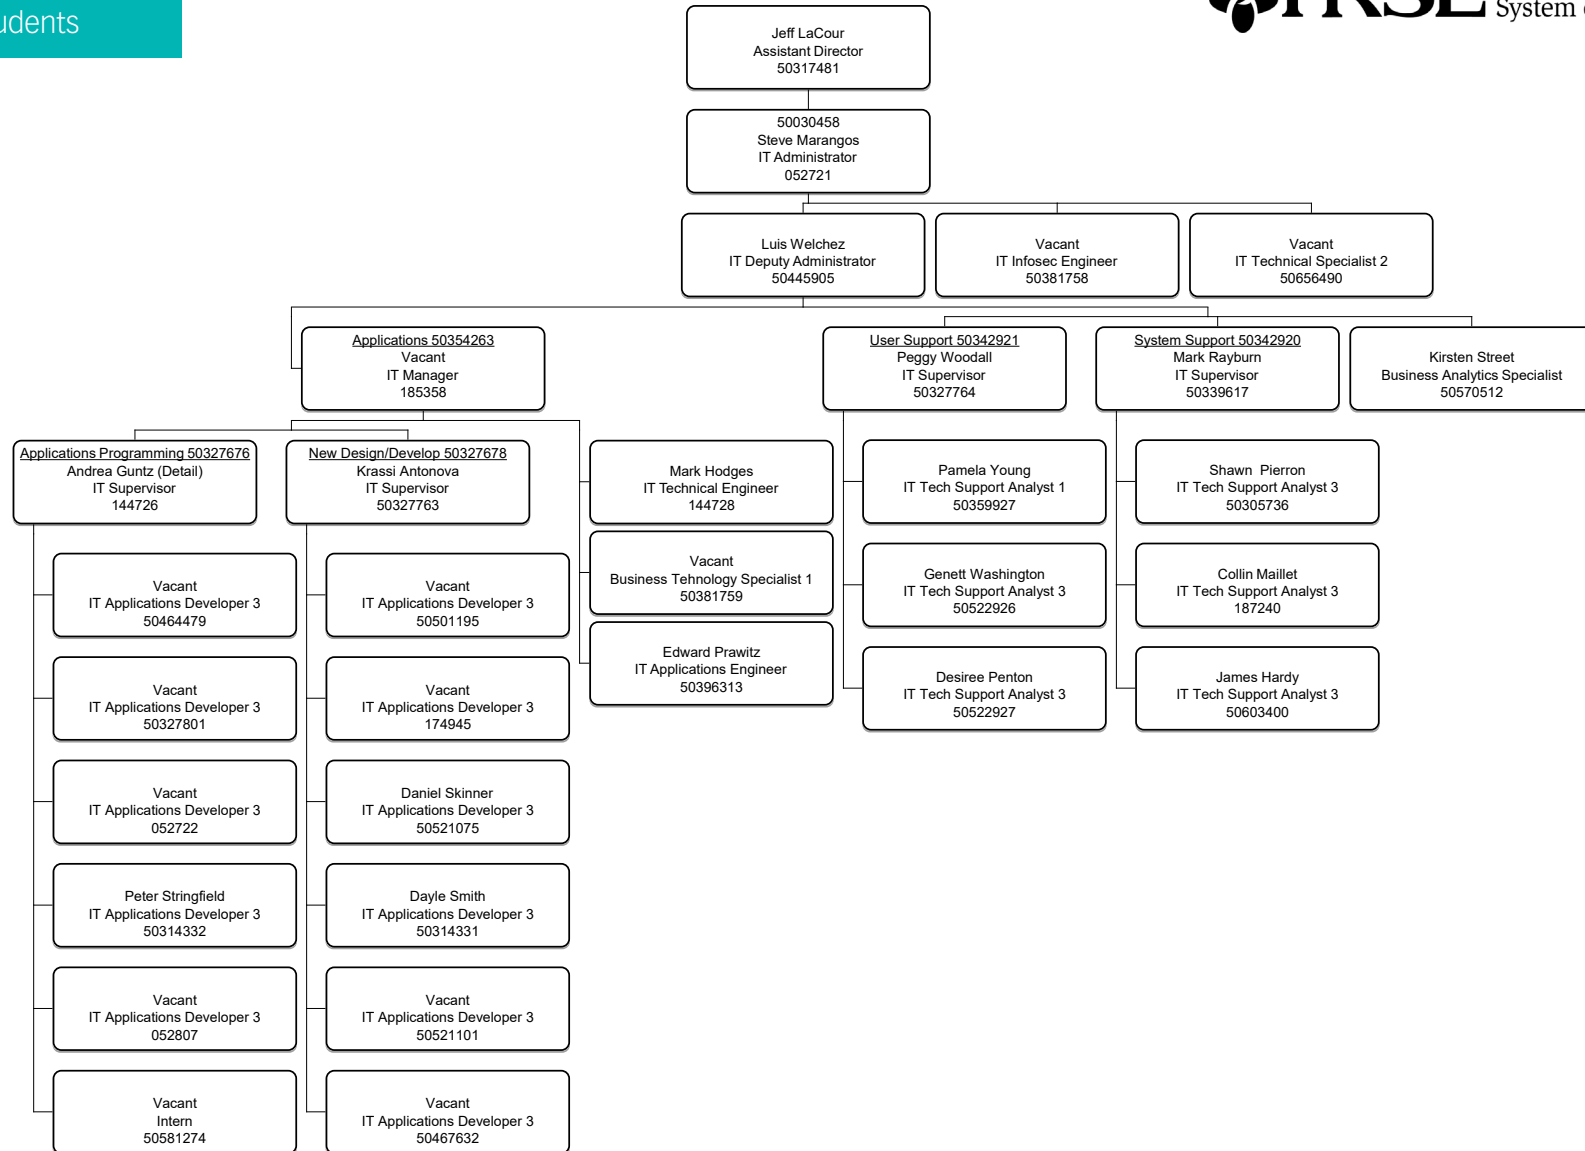 Jeff LaCour
Assistant Director
50317481
50030458
Steve Marangos
IT Administrator
052721
Luis Welchez
IT Deputy Administrator
50445905
Vacant
IT Infosec Engineer
50381758
Vacant
IT Technical Specialist 2
50656490
Applications 50354263
Vacant
IT Manager
185358
User Support 50342921
Peggy Woodall
IT Supervisor
50327764
System Support 50342920
Mark Rayburn
IT Supervisor
50339617
Kirsten Street
Business Analytics Specialist
50570512
Applications Programming 50327676
Andrea Guntz (Detail)
IT Supervisor
144726
New Design/Develop 50327678
Krassi Antonova
IT Supervisor
50327763
Mark Hodges
IT Technical Engineer
144728
Vacant
Business Tehnology Specialist 1
50381759
Edward Prawitz
IT Applications Engineer
50396313
Pamela Young
IT Tech Support Analyst 1
50359927
Genett Washington
IT Tech Support Analyst 3
50522926
Desiree Penton
IT Tech Support Analyst 3
50522927
Shawn  Pierron
IT Tech Support Analyst 3
50305736
Collin Maillet
IT Tech Support Analyst 3
187240
James Hardy
IT Tech Support Analyst 3
50603400
Vacant
IT Applications Developer 3
50464479
Vacant
IT Applications Developer 3
50327801
Vacant
IT Applications Developer 3
052722
Peter Stringfield
IT Applications Developer 3
50314332
Vacant
IT Applications Developer 3
052807
Vacant
Intern
50581274
Vacant
IT Applications Developer 3
50501195
Vacant
IT Applications Developer 3
174945
Daniel Skinner
IT Applications Developer 3
50521075
Dayle Smith
IT Applications Developer 3
50314331
Vacant
IT Applications Developer 3
50521101
Vacant
IT Applications Developer 3
50467632
System